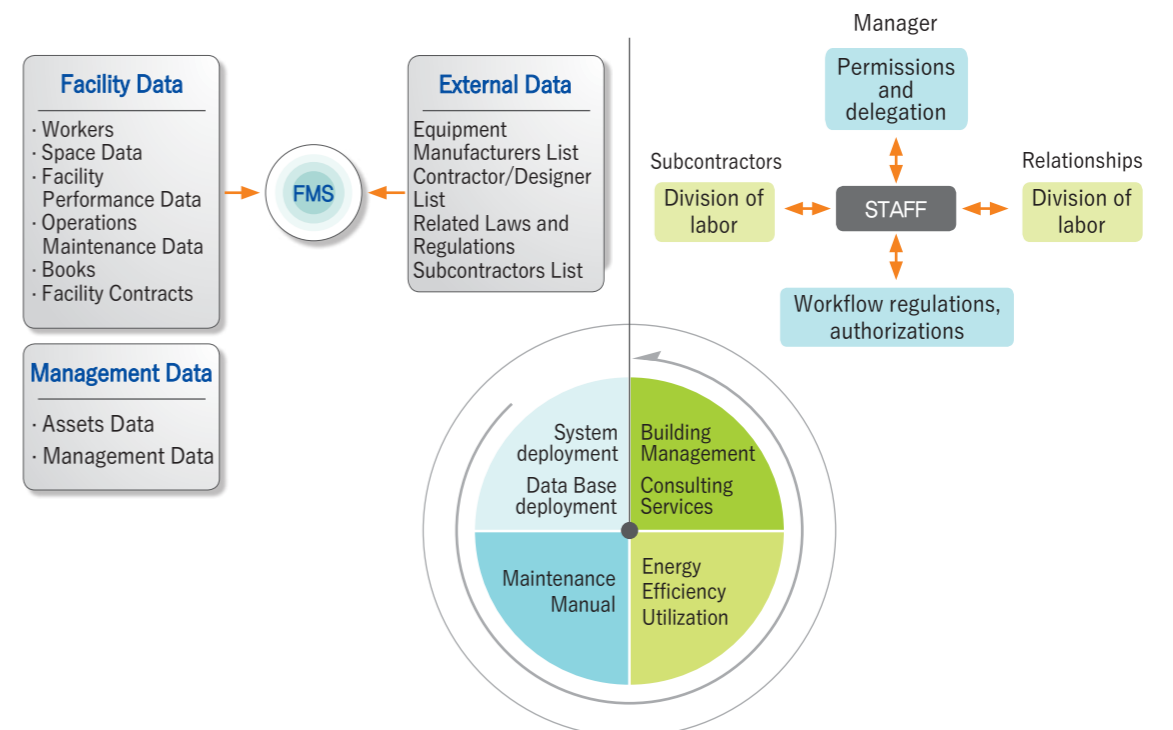 Facility Data
· Workers
· Space Data
· Facility
Performance Data
· Operations
Maintenance Data
· Books
· Facility Contracts
Management Data
· Assets Data
· Management Data
FMS
External Data
Equipment
Manufacturers List
Contractor/Designer
List
Related Laws and
Regulations
Subcontractors List
Manager
Permissions
and
delegation
Subcontractors
Division of
labor
STAFF
Relationships
Division of
labor
Workflow regulations,
authorizations
System
deployment
Data Base
deployment
Building
Management
Consulting
Services
Maintenance
Manual
Energy
Efficiency
Utilization